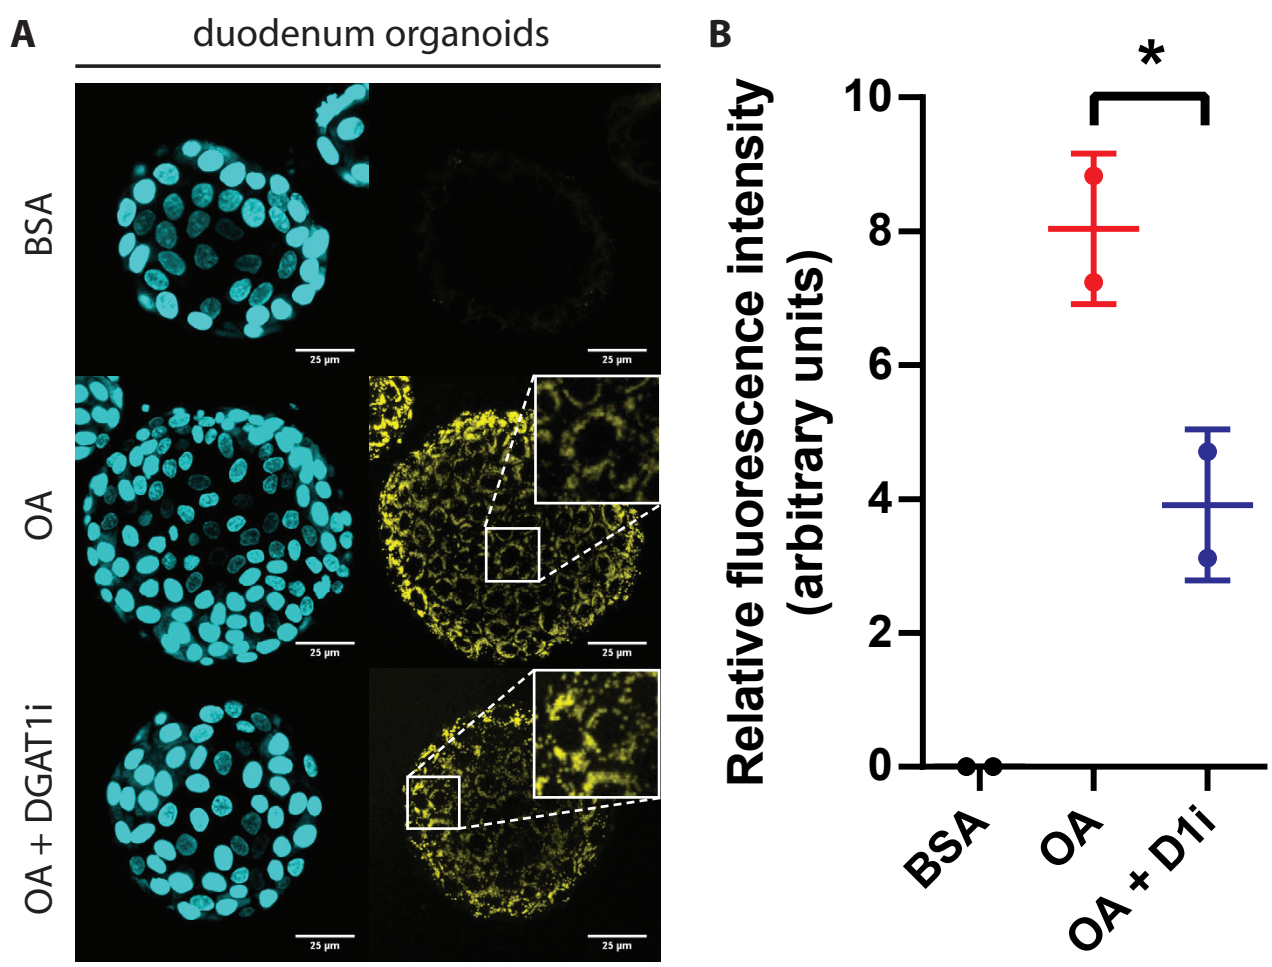 A
duodenum organoids
BSA
25 µm
25 µm
OA
25 µm
25 µm
OA + DGAT1i
25 µm
25 µm
B
Relative fluorescence intensity
(arbitrary units)
10
8
6
4
2
0
*
BSA
OA
OA + D1i